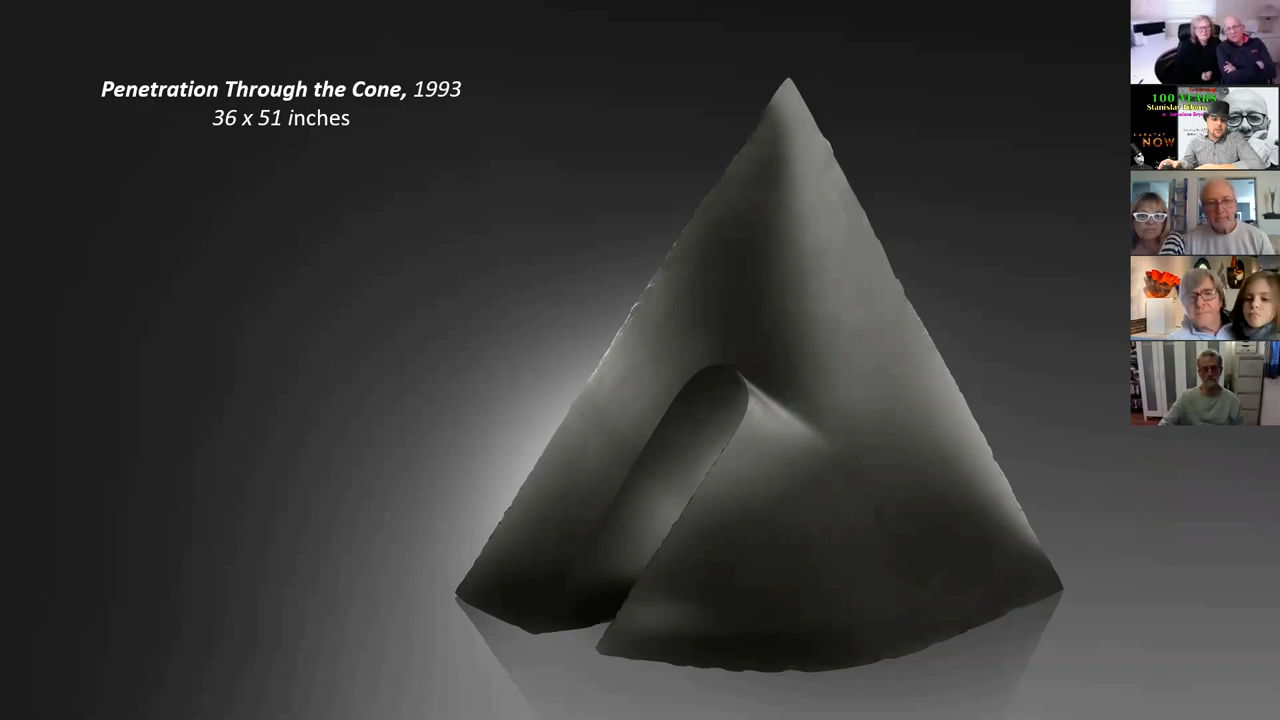 Penetration Through the Cone, 1993
36 x 51 inches
100 YEARS
NOW